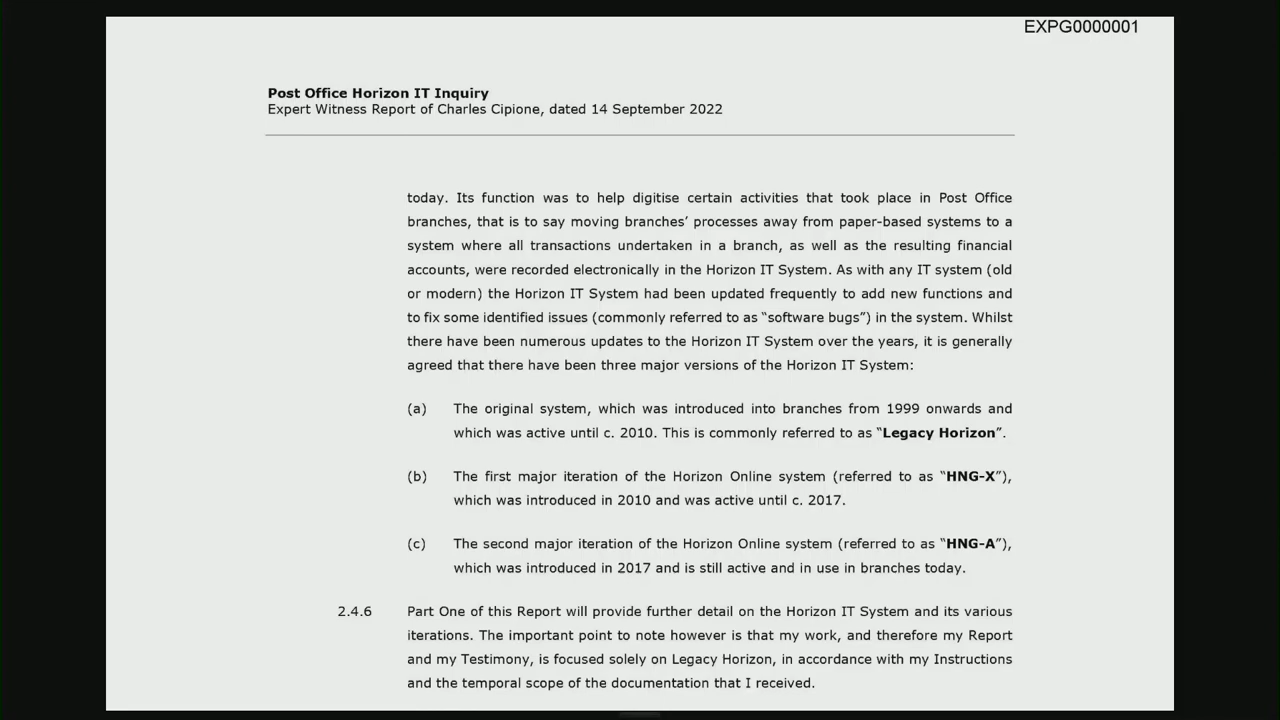 EXPG0000001
Post Office Horizon IT Inquiry
Expert Witness Report of Charles Cipione, dated 14 September 2022
today. Its function was to help digitise certain activities that took place in Post Office
branches, that is to say moving branches’ processes away from paper-based systems to a
system where all transactions undertaken in a branch, as well as the resulting financial
accounts, were recorded electronically in the Horizon IT System. As with any IT system (old
or modern) the Horizon IT System had been updated frequently to add new functions and
to fix some identified issues (commonly referred to as “software bugs”) in the system. Whilst
there have been numerous updates to the Horizon IT System over the years, it is generally
agreed that there have been three major versions of the Horizon IT System:
(a) The original system, which was introduced into branches from 1999 onwards and
which was active until c. 2010. This is commonly referred to as “Legacy Horizon”.
(b) The first major iteration of the Horizon Online system (referred to as “HNG-X”),
which was introduced in 2010 and was active until c. 2017.
(c) The second major iteration of the Horizon Online system (referred to as “HNG-A”),
which was introduced in 2017 and is still active and in use in branches today.
2.4.6 Part One of this Report will provide further detail on the Horizon IT System and its various
iterations. The important point to note however is that my work, and therefore my Report
and my Testimony, is focused solely on Legacy Horizon, in accordance with my Instructions
and the temporal scope of the documentation that I received.